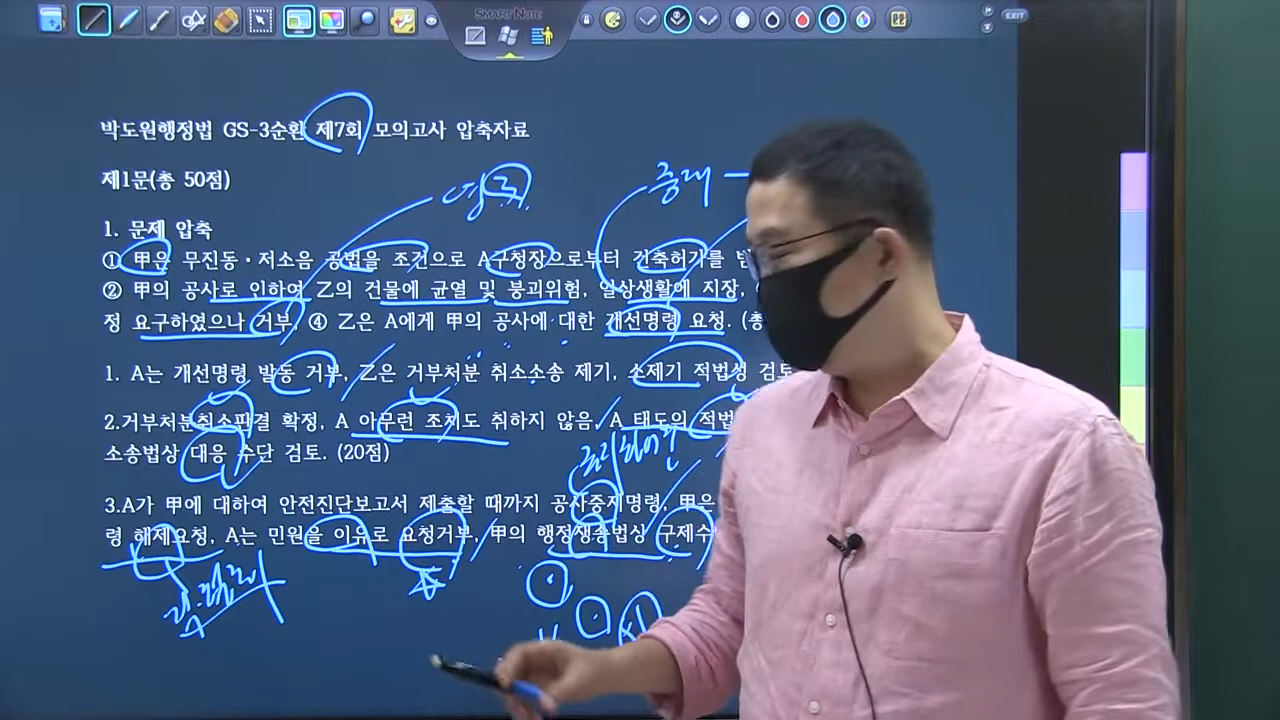 SMART NOTE
EXIT
박도원행정법 GS-3순환 제7회 모의고사 압축자료
제1문(총 50점)
1. 문제 압축
① 甲은 무진동·저소음 공법을 조건으로 A구청장으로부터 건축허가를
② 甲의 공사로 인하여 乙의 건물에 균열 및 붕괴위험, 일상생활에 지장,
정 요구하였으나 거부, ④ 乙은 A에게 甲의 공사에 대한 개선명령 요청. (총
1. A는 개선명령 발동 거부, 乙은 거부처분 취소소송 제기, 소제기 적법성 검토
2.거부처분취소판결 확정, A 아무런 조치도 취하지 않음, A 태도의 적법
소송법상 대응 수단 검토. (20점)
3.A가 甲에 대하여 안전진단보고서 제출할 때까지 공사중지명령, 甲은
령 해제요청, A는 민원을 이유로 요청거부, 甲의 행정쟁송법상 구제수